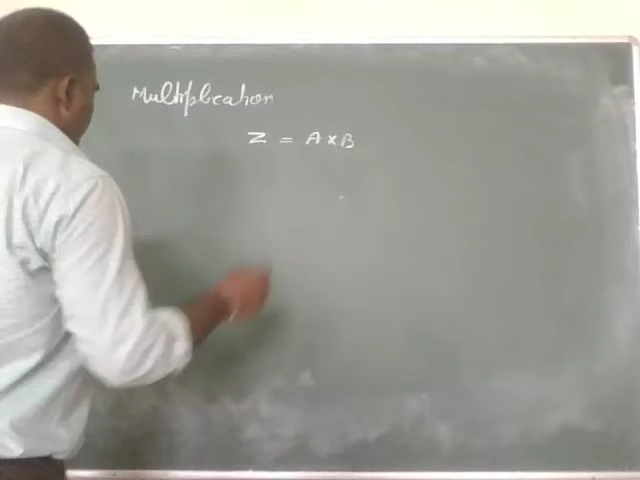 Multiplication
Z = A × B